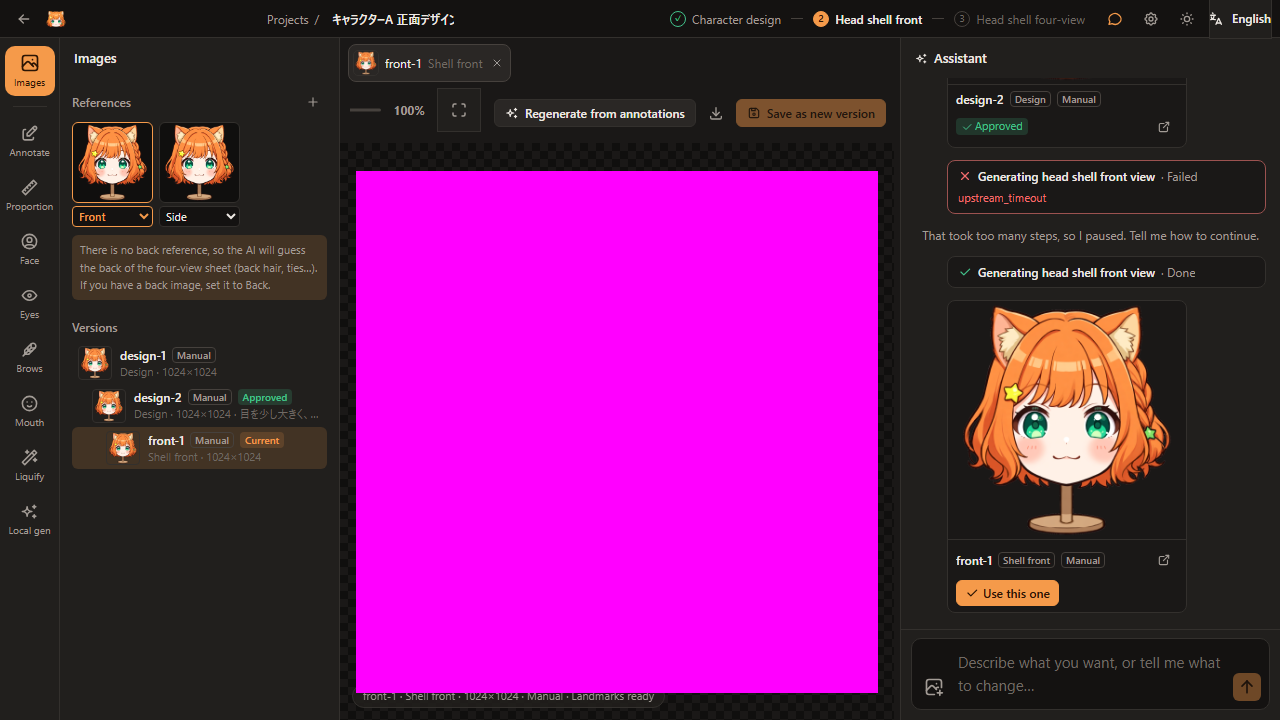 Projects / キャラクターA 正面デザイン
Character design
2 Head shell front
3 Head shell four-view
English
Images
Annotate
Proportion
Face
Eyes
Brows
Mouth
Liquify
Local gen
Images
References
Front
Side
There is no back reference, so the AI will guess
the back of the four-view sheet (back hair, ties…).
If you have a back image, set it to Back.
Versions
design-1 Manual
Design · 1024×1024
design-2 Manual Approved
Design · 1024×1024 · 目を少し大きく、…
front-1 Manual Current
Shell front · 1024×1024
front-1 Shell front
100%
Regenerate from annotations
Save as new version
front-1 · Shell front · 1024×1024 · Manual · Landmarks ready
Assistant
design-2 Design Manual
Approved
Generating head shell front view · Failed
upstream_timeout
That took too many steps, so I paused. Tell me how to continue.
Generating head shell front view · Done
front-1 Shell front Manual
Use this one
Describe what you want, or tell me what
to change...